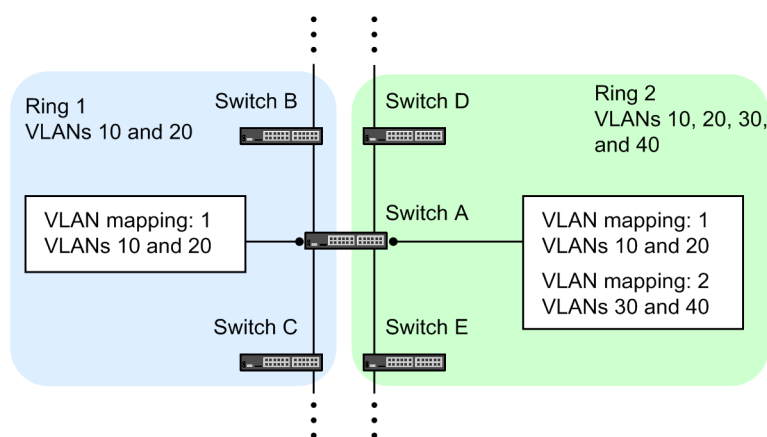 Ring 1
VLANs 10 and 20
Switch B
Switch D
Ring 2
VLANs 10, 20, 30,
and 40
VLAN mapping: 1
VLANs 10 and 20
Switch A
VLAN mapping: 1
VLANs 10 and 20
VLAN mapping: 2
VLANs 30 and 40
Switch C
Switch E